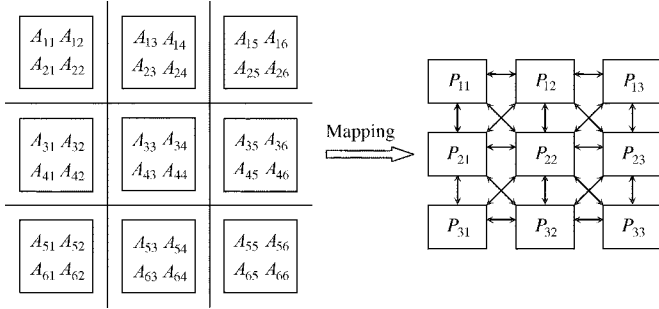 A₁₁ A₁₂ A₁₃ A₁₄ A₁₅ A₁₆
A₂₁ A₂₂ A₂₃ A₂₄ A₂₅ A₂₆
A₃₁ A₃₂ A₃₃ A₃₄ A₃₅ A₃₆
A₄₁ A₄₂ A₄₃ A₄₄ A₄₅ A₄₆
A₅₁ A₅₂ A₅₃ A₅₄ A₅₅ A₅₆
A₆₁ A₆₂ A₆₃ A₆₄ A₆₅ A₆₆
Mapping
P₁₁ P₁₂ P₁₃
P₂₁ P₂₂ P₂₃
P₃₁ P₃₂ P₃₃